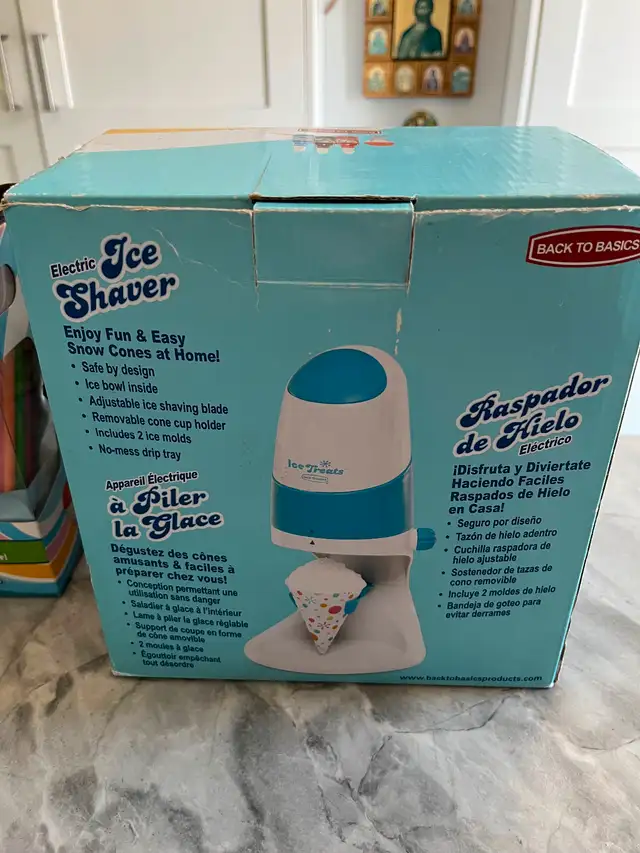 BACK TO BASICS
Electric Ice
Shaver
Enjoy Fun & Easy
Snow Cones at Home!
• Safe by design
• Ice bowl inside
• Adjustable ice shaving blade
• Removable cone cup holder
• Includes 2 ice molds
• No-mess drip tray
Appareil Électrique
à Piler
la Glace
Dégustez des cônes
amusants & faciles à
préparer chez vous!
• Conception permettant une
utilisation sans danger
• Saladier à glace à l'intérieur
• Lame à piler la glace réglable
• Support de coupe en forme
de cône amovible
• 2 moules à glace
• Égouttoir empêchant
tout désordre
Ice Treats
Raspador
de Hielo
Eléctrico
¡Disfruta y Diviertate
Haciendo Faciles
Raspados de Hielo
en Casa!
• Seguro por diseño
• Tazón de hielo adentro
• Cuchilla raspadora de
hielo ajustable
• Sostenedor de tazas de
cono removible
• Incluye 2 moldes de hielo
• Bandeja de goteo para
evitar derrames
www.backtobasicsproducts.com